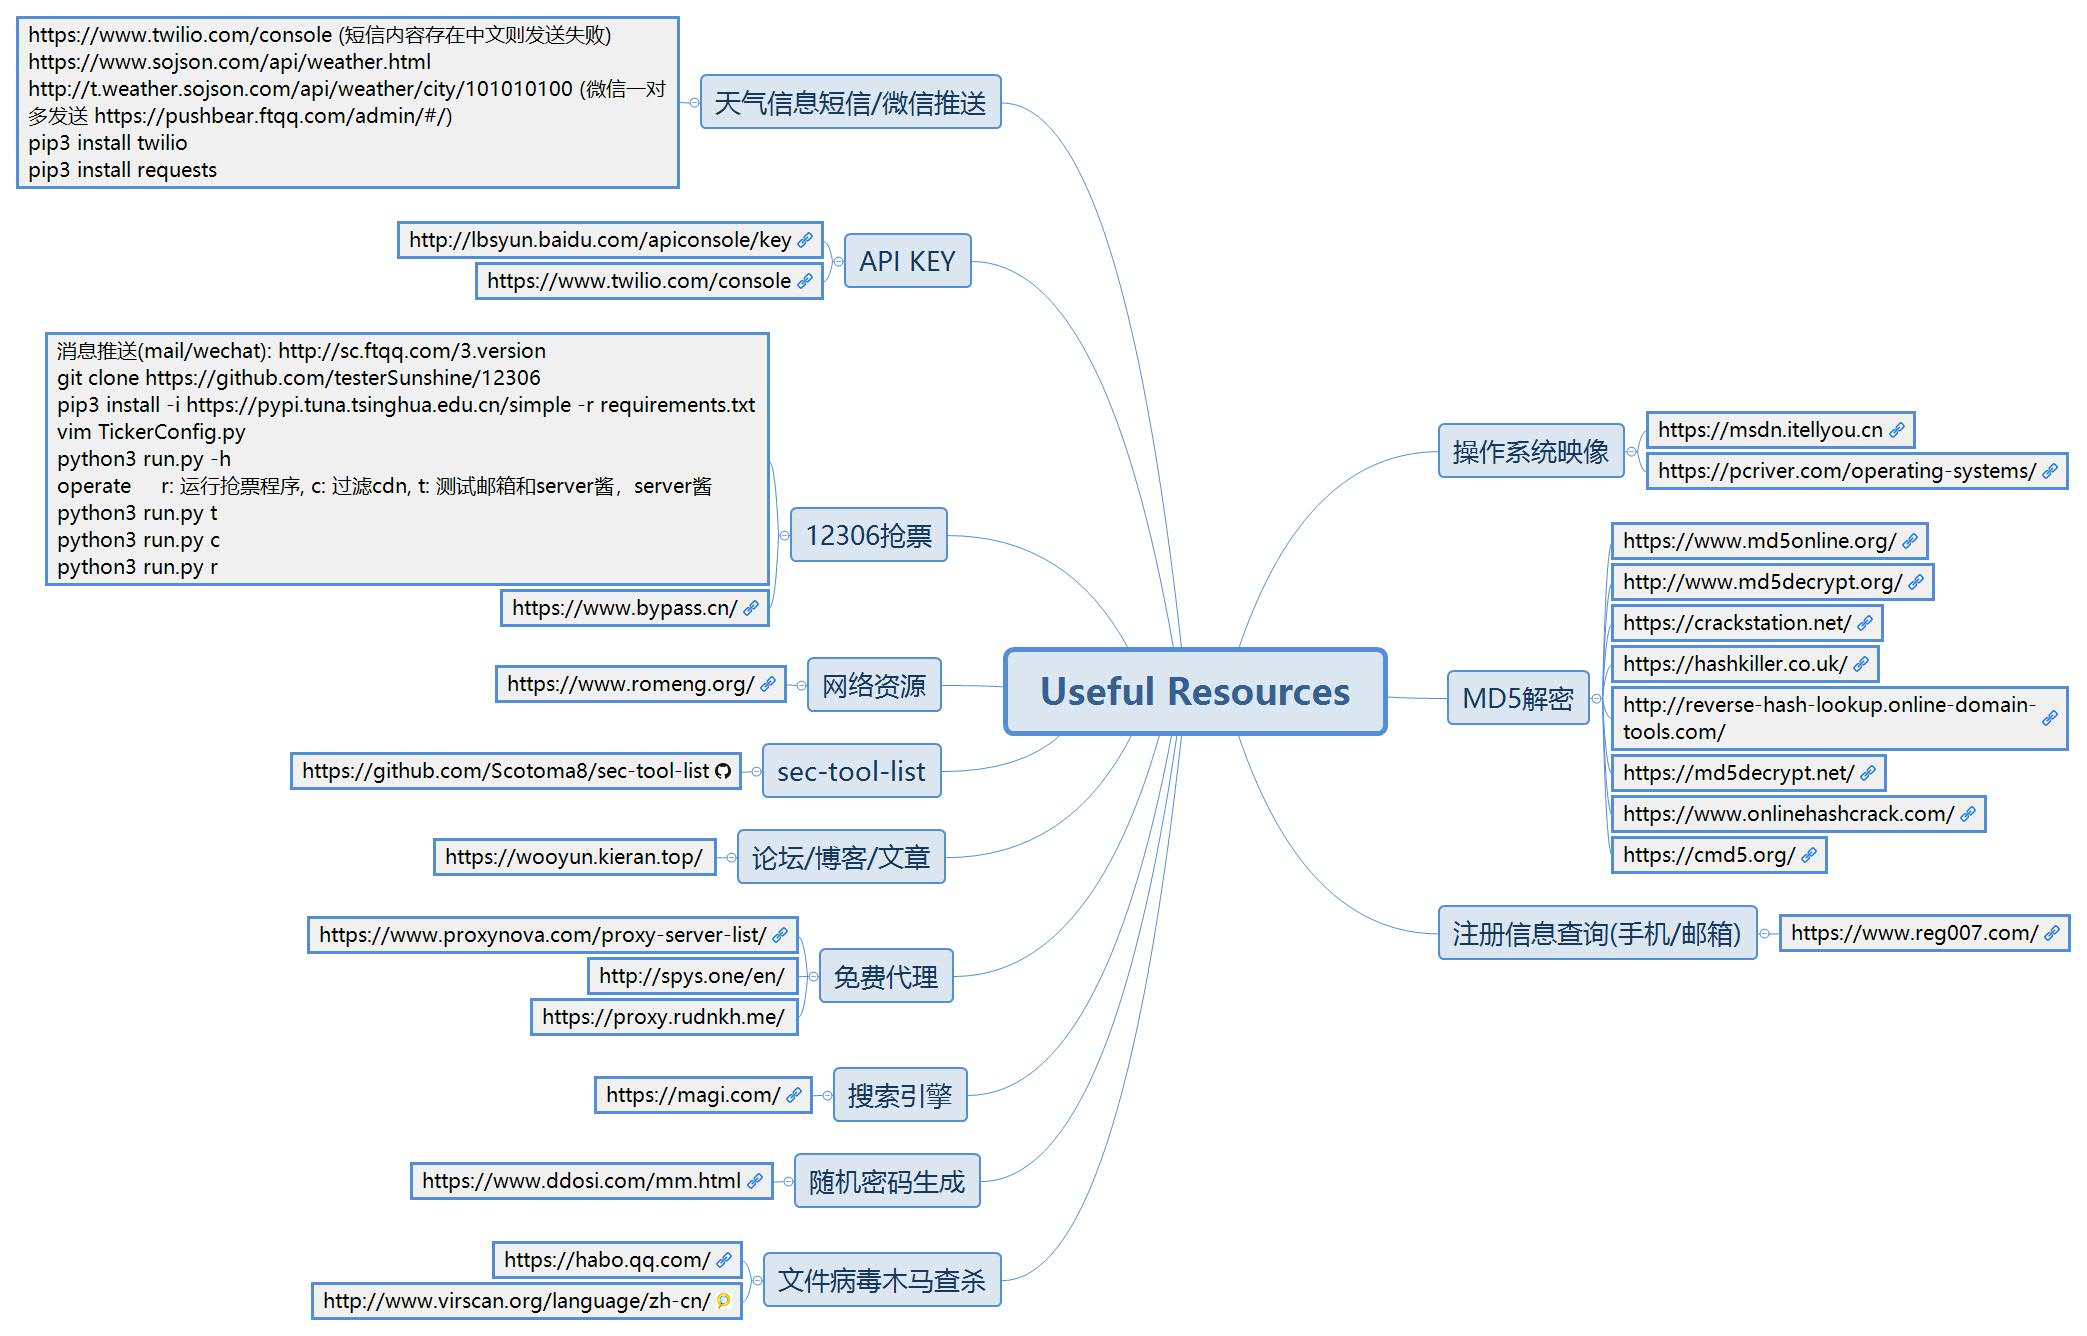 https://www.twilio.com/console (短信内容存在中文则发送失败)
https://www.sojson.com/api/weather.html
http://t.weather.sojson.com/api/weather/city/101010100 (微信一对
多发送 https://pushbear.ftqq.com/admin/#/)
pip3 install twilio
pip3 install requests
天气信息短信/微信推送
http://lbsyun.baidu.com/apiconsole/key
https://www.twilio.com/console
API KEY
消息推送(mail/wechat): http://sc.ftqq.com/3.version
git clone https://github.com/testerSunshine/12306
pip3 install -i https://pypi.tuna.tsinghua.edu.cn/simple -r requirements.txt
vim TickerConfig.py
python3 run.py -h
operate     r: 运行抢票程序, c: 过滤cdn, t: 测试邮箱和server酱，server酱
python3 run.py t
python3 run.py c
python3 run.py r
https://www.bypass.cn/
12306抢票
https://www.romeng.org/
网络资源
https://github.com/Scotoma8/sec-tool-list
sec-tool-list
https://wooyun.kieran.top/
论坛/博客/文章
https://www.proxynova.com/proxy-server-list/
http://spys.one/en/
https://proxy.rudnkh.me/
免费代理
https://magi.com/
搜索引擎
https://www.ddosi.com/mm.html
随机密码生成
https://habo.qq.com/
http://www.virscan.org/language/zh-cn/
文件病毒木马查杀
Useful Resources
操作系统映像
https://msdn.itellyou.cn
https://pcriver.com/operating-systems/
MD5解密
https://www.md5online.org/
http://www.md5decrypt.org/
https://crackstation.net/
https://hashkiller.co.uk/
http://reverse-hash-lookup.online-domain-
tools.com/
https://md5decrypt.net/
https://www.onlinehashcrack.com/
https://cmd5.org/
注册信息查询(手机/邮箱)
https://www.reg007.com/